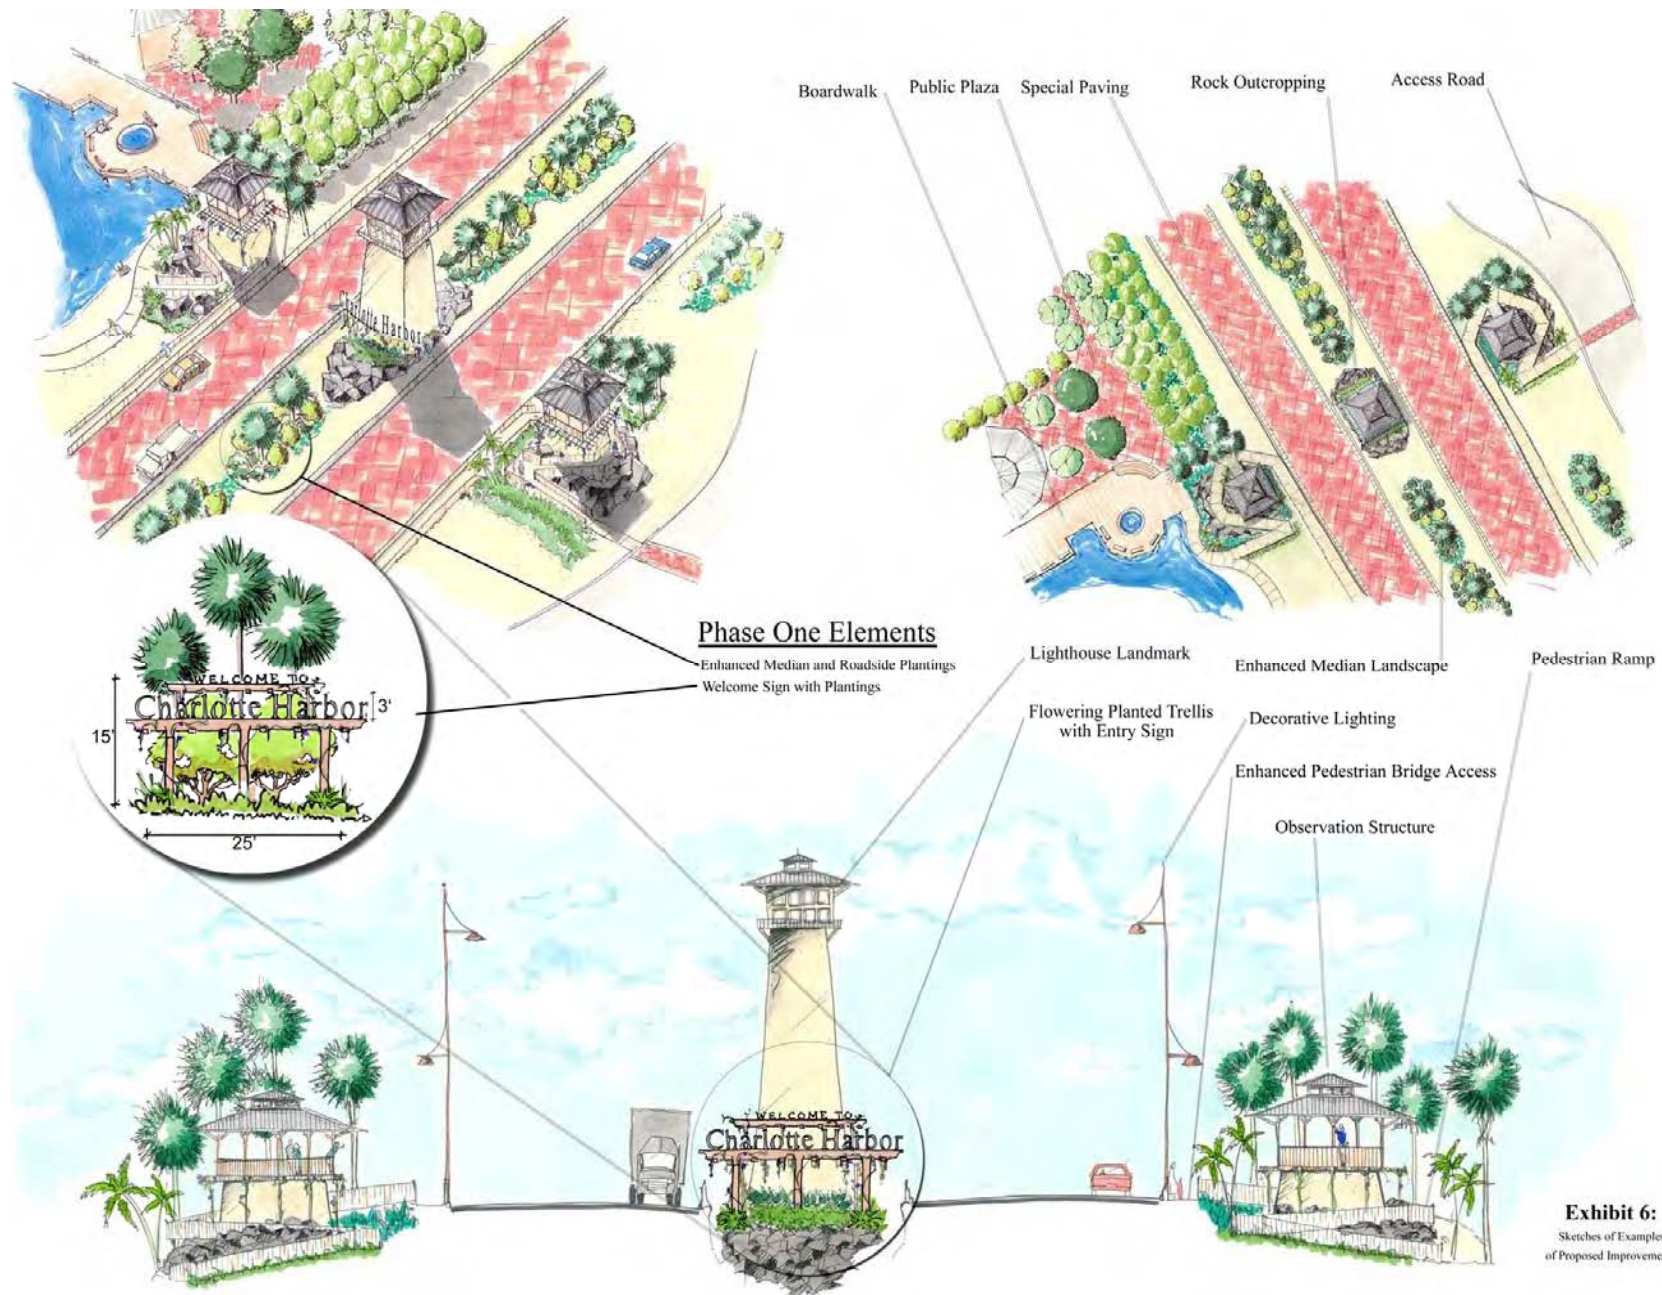 Boardwalk
Public Plaza
Special Paving
Rock Outcropping
Access Road
Charlotte Harbor
WELCOME TO
Charlotte Harbor
3'
15'
25'
Phase One Elements
Enhanced Median and Roadside Plantings
Welcome Sign with Plantings
Lighthouse Landmark
Flowering Planted Trellis
with Entry Sign
Enhanced Median Landscape
Pedestrian Ramp
Decorative Lighting
Enhanced Pedestrian Bridge Access
Observation Structure
WELCOME TO
Charlotte Harbor
Exhibit 6:
Sketches of Example
of Proposed Improveme